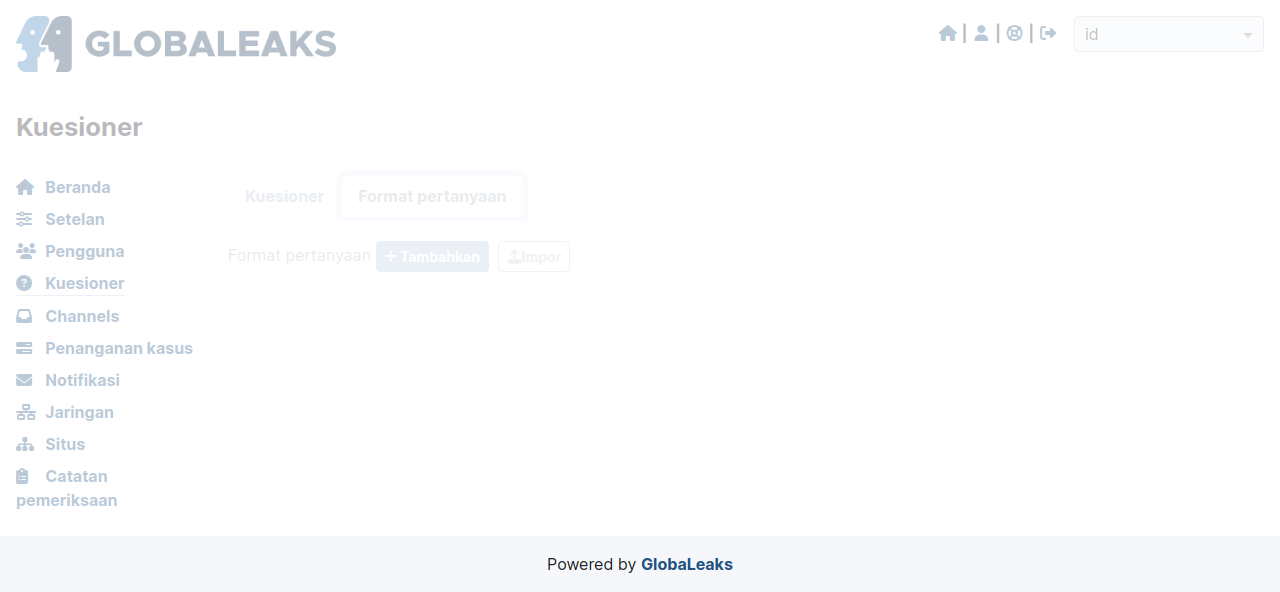 GLOBALEAKS
| | |
id
Kuesioner
Beranda
Setelan
Pengguna
Kuesioner
Channels
Penanganan kasus
Notifikasi
Jaringan
Situs
Catatan
pemeriksaan
Kuesioner Format pertanyaan
Format pertanyaan Tambahkan Impor
Powered by GlobaLeaks